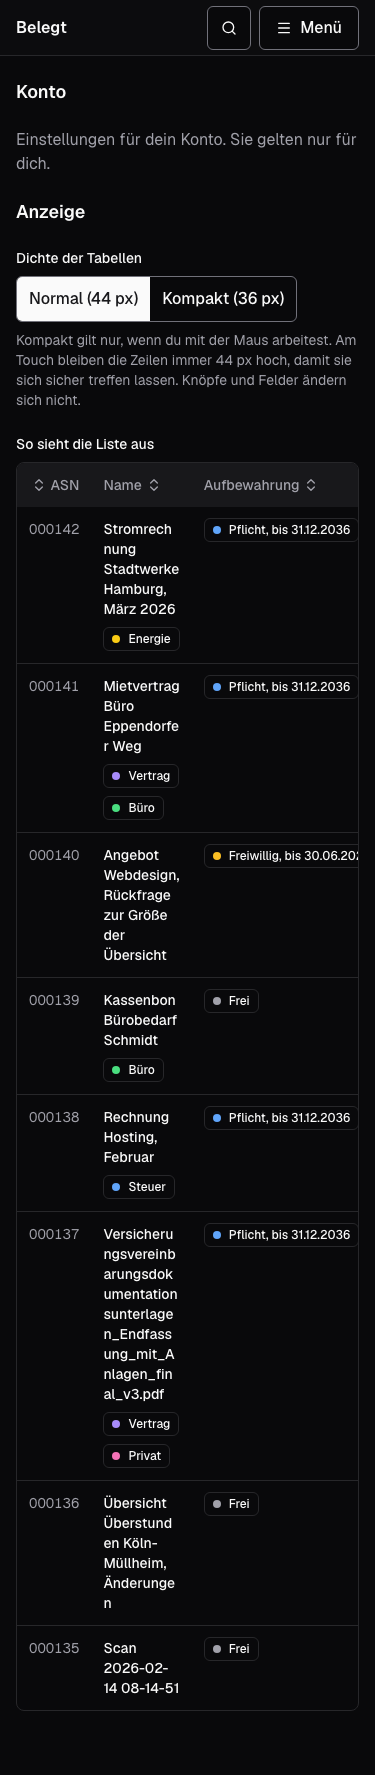 Belegt
Menü
Konto
Einstellungen für dein Konto. Sie gelten nur für
dich.
Anzeige
Dichte der Tabellen
Normal (44 px) Kompakt (36 px)
Kompakt gilt nur, wenn du mit der Maus arbeitest. Am
Touch bleiben die Zeilen immer 44 px hoch, damit sie
sich sicher treffen lassen. Knöpfe und Felder ändern
sich nicht.
So sieht die Liste aus
ASN Name Aufbewahrung
000142 Stromrech Pflicht, bis 31.12.2036
nung
Stadtwerke
Hamburg,
März 2026
Energie
000141 Mietvertrag Pflicht, bis 31.12.2036
Büro
Eppendorfe
r Weg
Vertrag
Büro
000140 Angebot Freiwillig, bis 30.06.202
Webdesign,
Rückfrage
zur Größe
der
Übersicht
000139 Kassenbon Frei
Bürobedarf
Schmidt
Büro
000138 Rechnung Pflicht, bis 31.12.2036
Hosting,
Februar
Steuer
000137 Versicheru Pflicht, bis 31.12.2036
ngsvereinb
arungsdok
umentation
sunterlage
n_Endfass
ung_mit_A
nlagen_fin
al_v3.pdf
Vertrag
Privat
000136 Übersicht Frei
Überstund
en Köln-
Müllheim,
Änderunge
n
000135 Scan Frei
2026-02-
14 08-14-51